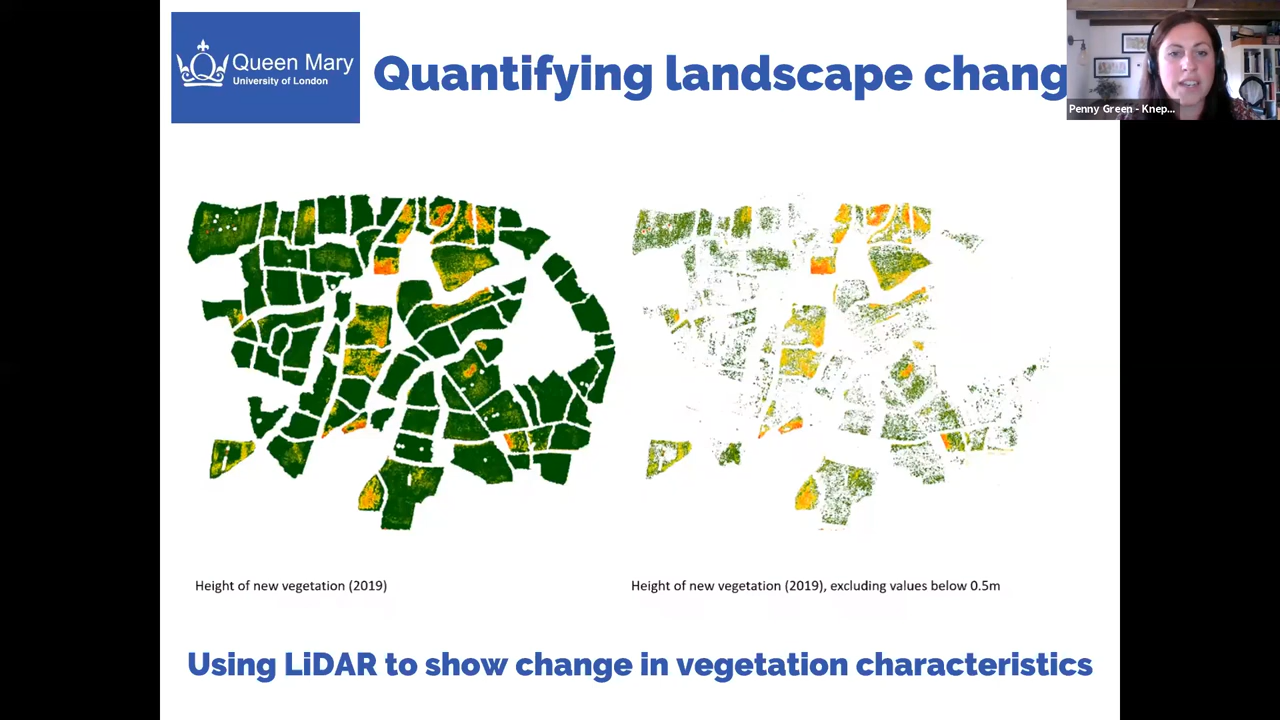 Queen Mary
University of London
Quantifying landscape chang
Penny Green - Knep...
Height of new vegetation (2019)
Height of new vegetation (2019), excluding values below 0.5m
Using LiDAR to show change in vegetation characteristics